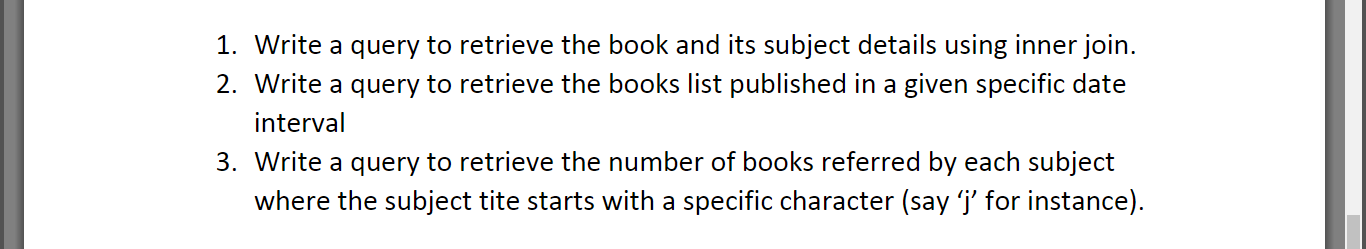 1. Write a query to retrieve the book and its subject details using inner join.
2. Write a query to retrieve the books list published in a given specific date
interval
3. Write a query to retrieve the number of books referred by each subject
where the subject tite starts with a specific character (say ‘j’ for instance).